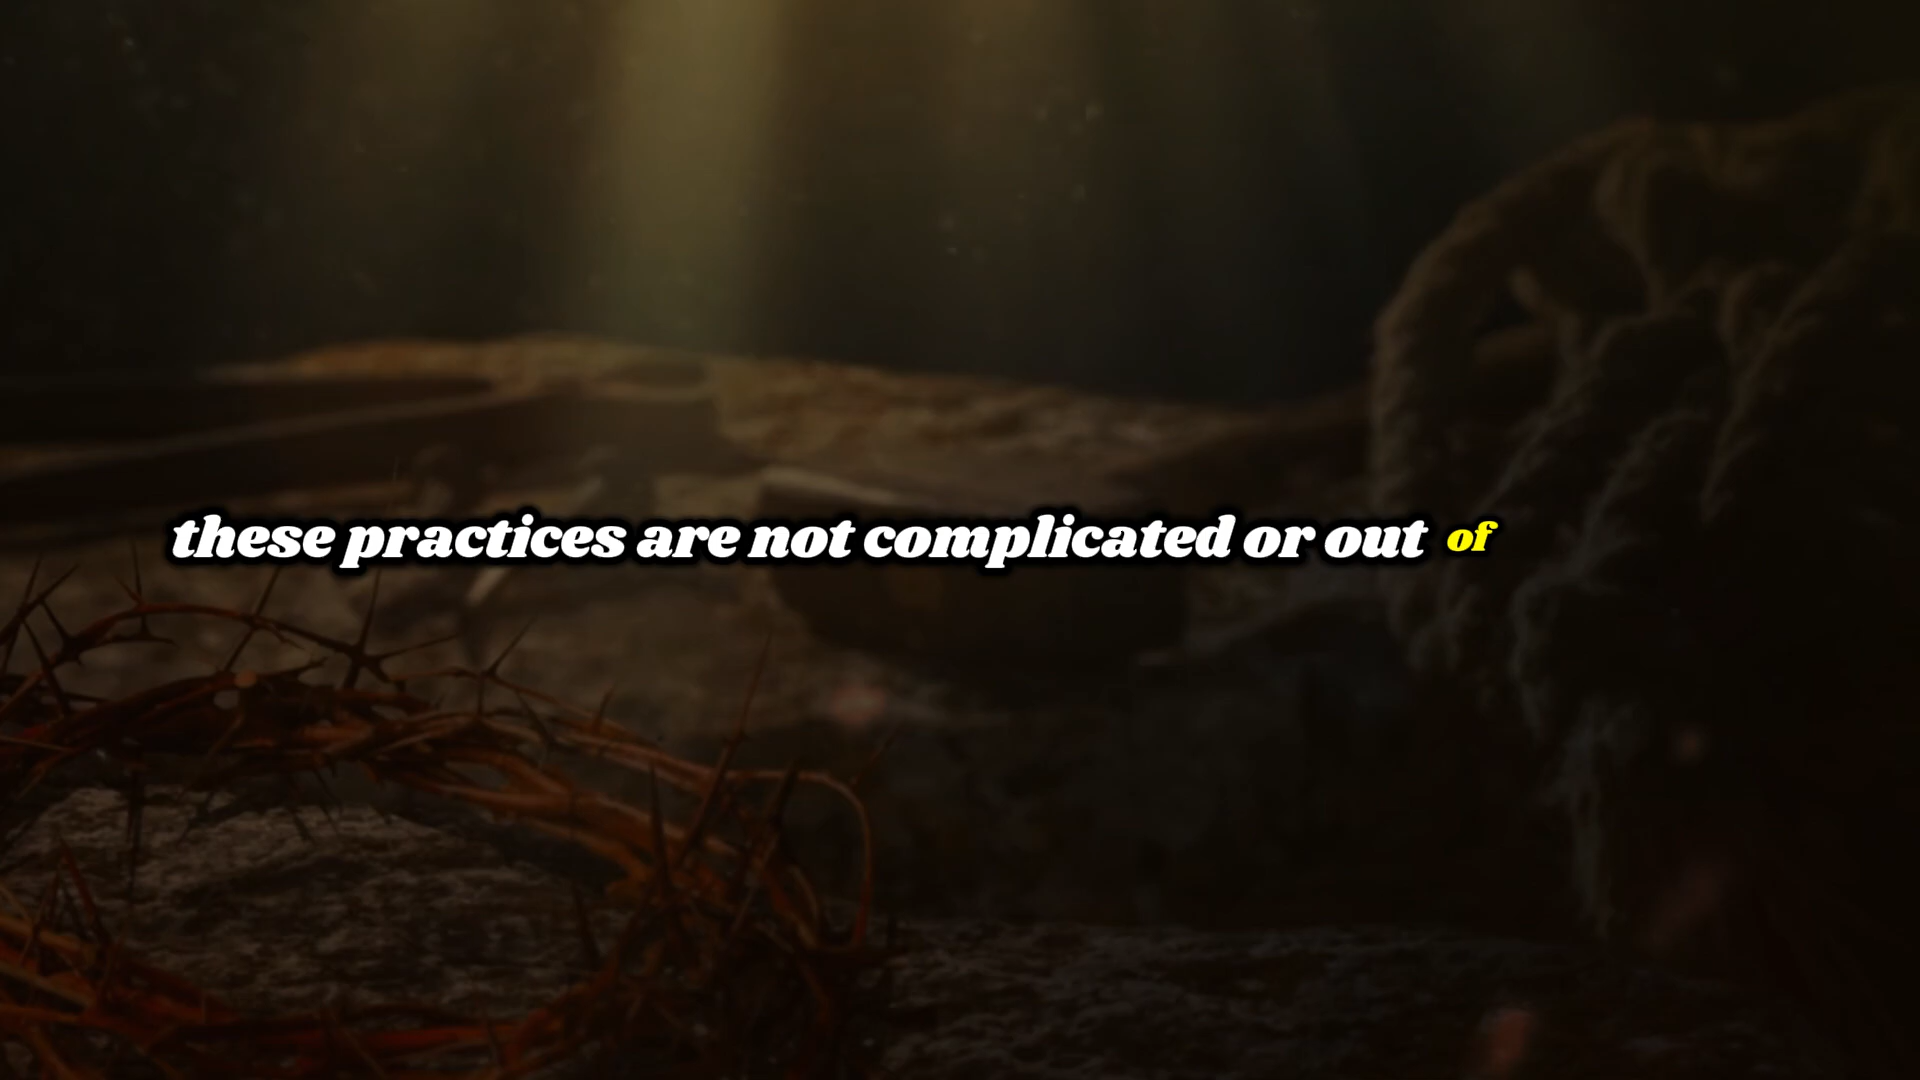 these practices are not complicated or out of